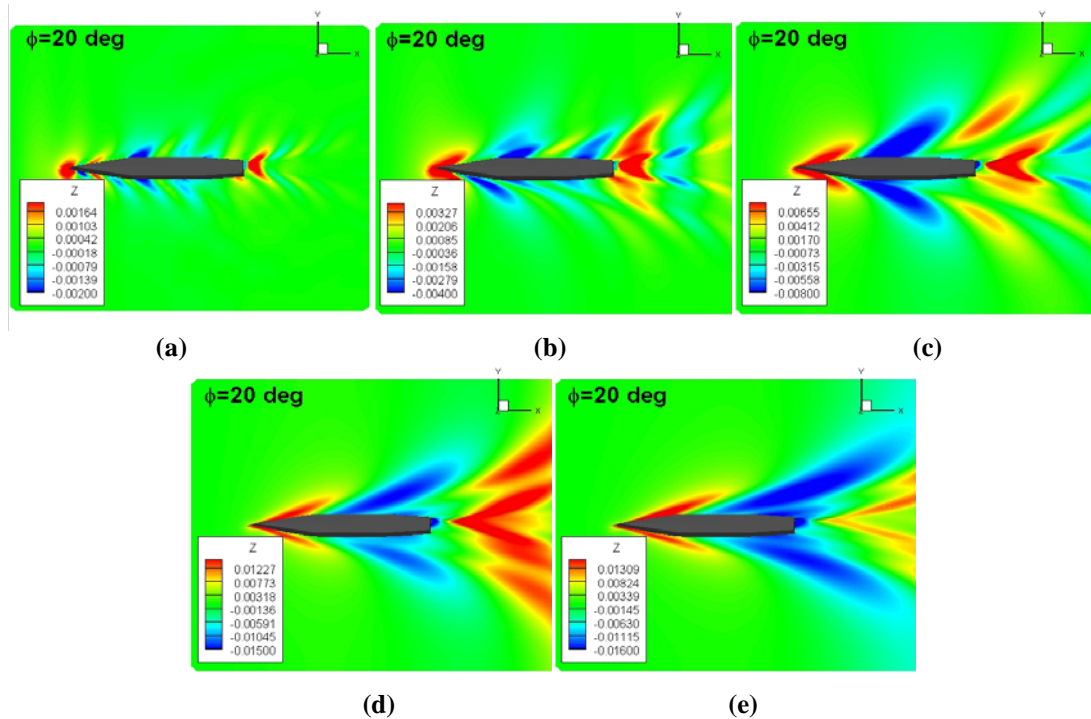 ϕ=20 deg
Y
Z
X
Z
0.00164
0.00103
0.00042
-0.00018
-0.00079
-0.00139
-0.00200
(a)
ϕ=20 deg
Y
Z
X
Z
0.00327
0.00206
0.00085
-0.00036
-0.00158
-0.00279
-0.00400
(b)
ϕ=20 deg
Y
Z
X
Z
0.00655
0.00412
0.00170
-0.00073
-0.00315
-0.00558
-0.00800
(c)
ϕ=20 deg
Y
Z
X
Z
0.01227
0.00773
0.00318
-0.00136
-0.00591
-0.01045
-0.01500
(d)
ϕ=20 deg
Y
Z
X
Z
0.01309
0.00824
0.00339
-0.00145
-0.00630
-0.01115
-0.01600
(e)